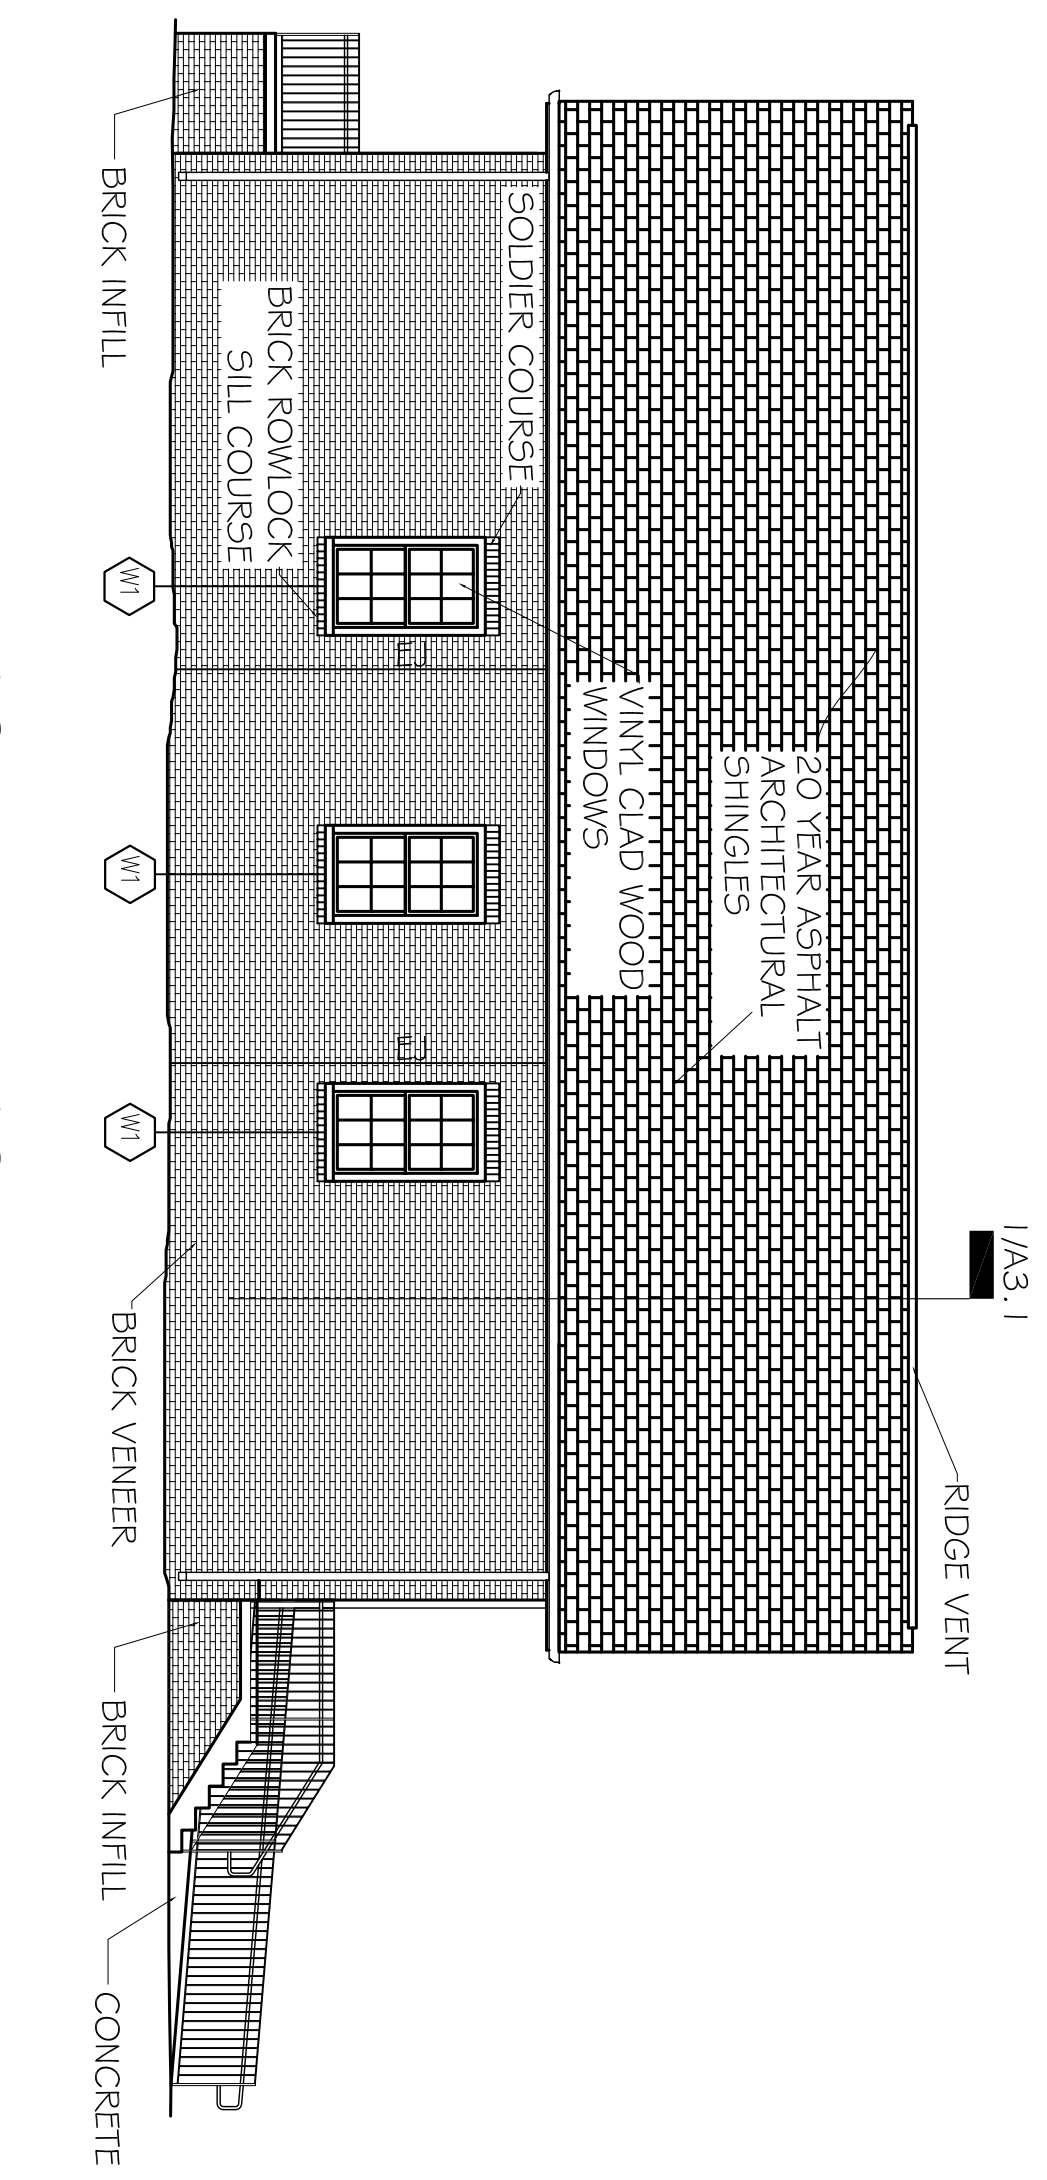 1/A3.1
RIDGE VENT
20 YEAR ASPHALT
ARCHITECTURAL
SHINGLES
VINYL CLAD WOOD
WINDOWS
SOLDIER COURSE
EJ
EJ
BRICK ROWLOCK
SILL COURSE
W1
W1
W1
BRICK INFILL
BRICK VENEER
BRICK INFILL
CONCRETE